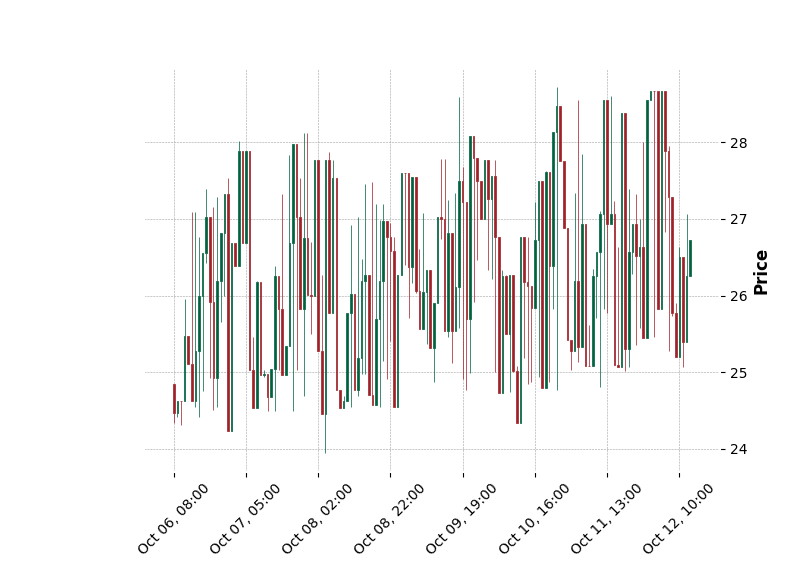 28
27
26
25
24
Price
Oct 06, 08:00
Oct 07, 05:00
Oct 08, 02:00
Oct 08, 22:00
Oct 09, 19:00
Oct 10, 16:00
Oct 11, 13:00
Oct 12, 10:00